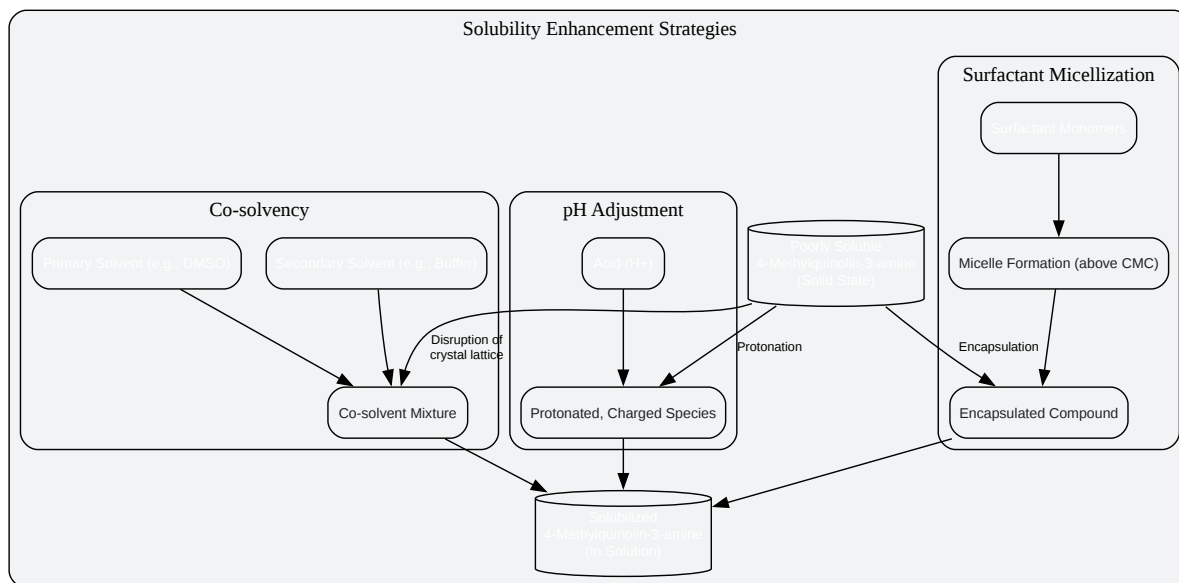 Solubility Enhancement Strategies
Surfactant Micellization
Surfactant Monomers
Co-solvency
pH Adjustment
Primary Solvent (e.g., DMSO)
Secondary Solvent (e.g., Buffer)
Acid (H+)
Poorly Soluble
4-Methylquinolin-3-amine
(Solid State)
Micelle Formation (above CMC)
Disruption of
crystal lattice
Protonation
Encapsulation
Co-solvent Mixture
Protonated, Charged Species
Encapsulated Compound
Solubilized
4-Methylquinolin-3-amine
(In Solution)